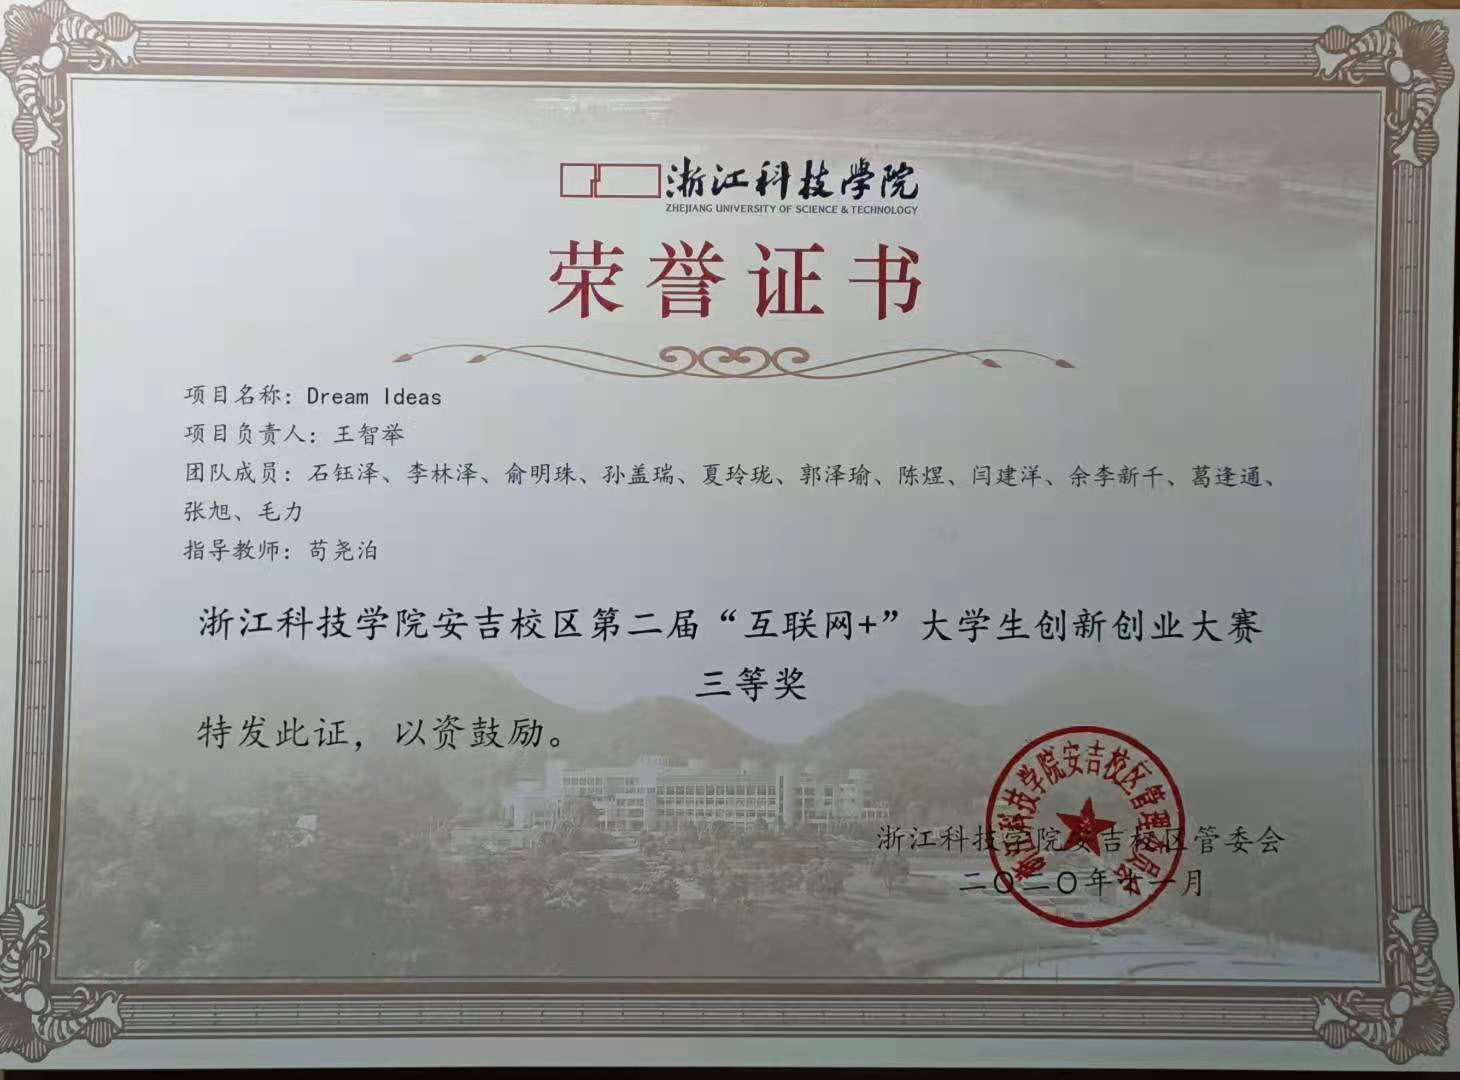 浙江科技学院
ZHEJIANG UNIVERSITY OF SCIENCE & TECHNOLOGY
荣誉证书
项目名称：Dream Ideas
项目负责人：王智举
团队成员：石钰泽、李林泽、俞明珠、孙盖瑞、夏玲珑、郭泽瑜、陈煜、闫建洋、余李新千、葛逢通、
张旭、毛力
指导教师：苟尧泊
浙江科技学院安吉校区第二届“互联网+”大学生创新创业大赛
三等奖
特发此证，以资鼓励。
浙江科技学院安吉校区管理委员会
浙江科技学院安吉校区管委会
二〇二〇年十一月